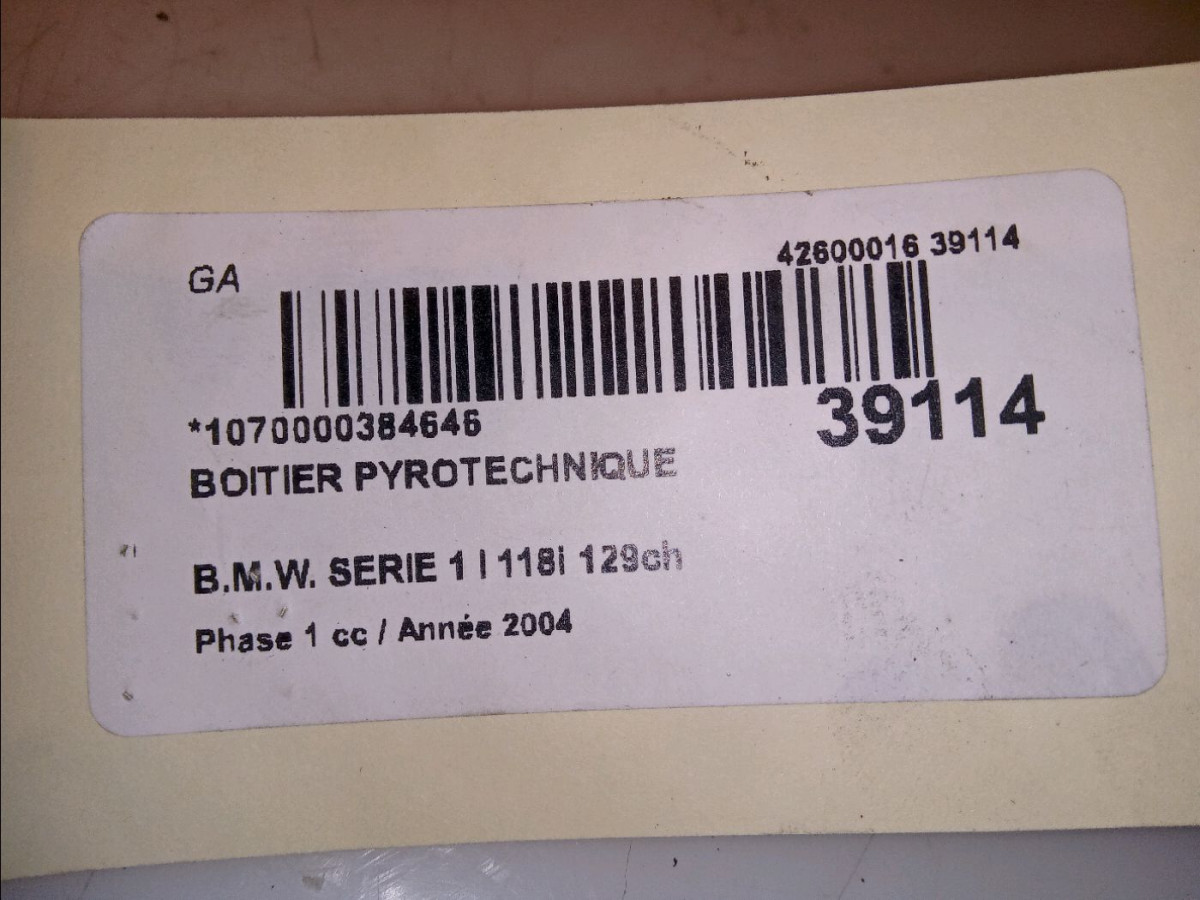 GA
42600016 39114
*1070000384646
39114
BOITIER PYROTECHNIQUE
B.M.W. SERIE 1 I 118i 129ch
Phase 1 cc / Année 2004